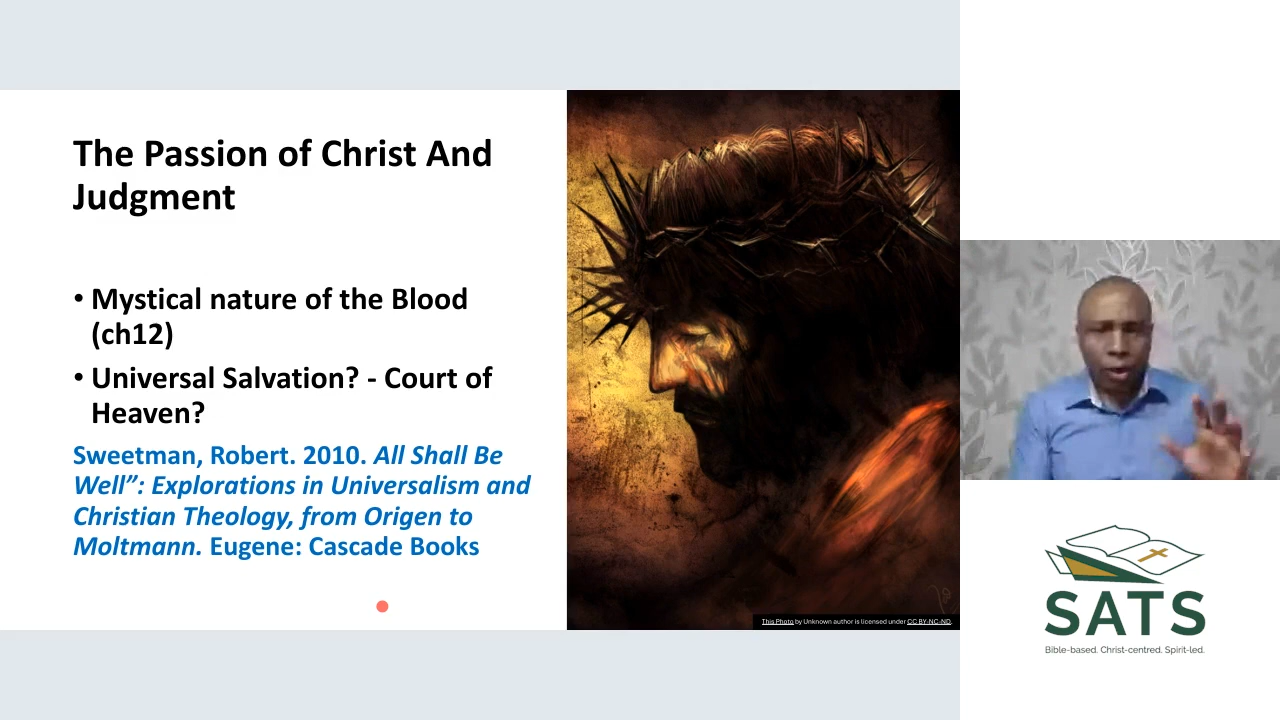 The Passion of Christ And
Judgment
• Mystical nature of the Blood
(ch12)
• Universal Salvation? - Court of
Heaven?
Sweetman, Robert. 2010. All Shall Be
Well”: Explorations in Universalism and
Christian Theology, from Origen to
Moltmann. Eugene: Cascade Books
This Photo by Unknown author is licensed under CC BY-NC-ND.
SATS
Bible-based. Christ-centred. Spirit-led.